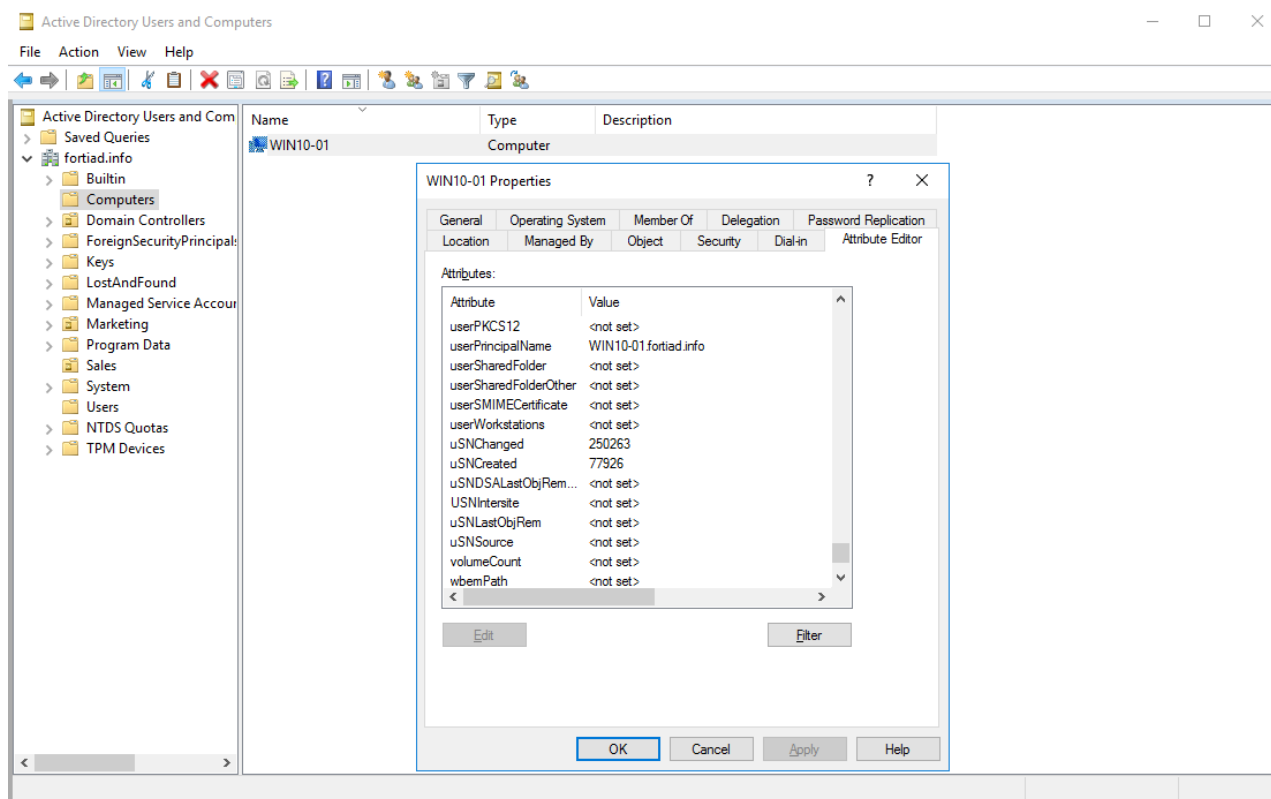 Active Directory Users and Computers
File Action View Help
Active Directory Users and Com
Saved Queries
fortiad.info
Builtin
Computers
Domain Controllers
ForeignSecurityPrincipals
Keys
LostAndFound
Managed Service Accour
Marketing
Program Data
Sales
System
Users
NTDS Quotas
TPM Devices
Name Type Description
WIN10-01 Computer
WIN10-01 Properties
? 
General Operating System Member Of Delegation Password Replication
Location Managed By Object Security Dial-in Attribute Editor
Attributes:
Attribute Value
userPKCS12 <not set>
userPrincipalName WIN10-01.fortiad.info
userSharedFolder <not set>
userSharedFolderOther <not set>
userSMIMECertificate <not set>
userWorkstations <not set>
uSNChanged 250263
uSNCreated 77926
uSNDSALastObjRem... <not set>
USNIntersite <not set>
uSNLastObjRem <not set>
uSNSource <not set>
volumeCount <not set>
wbemPath <not set>
Edit Filter
OK Cancel Apply Help